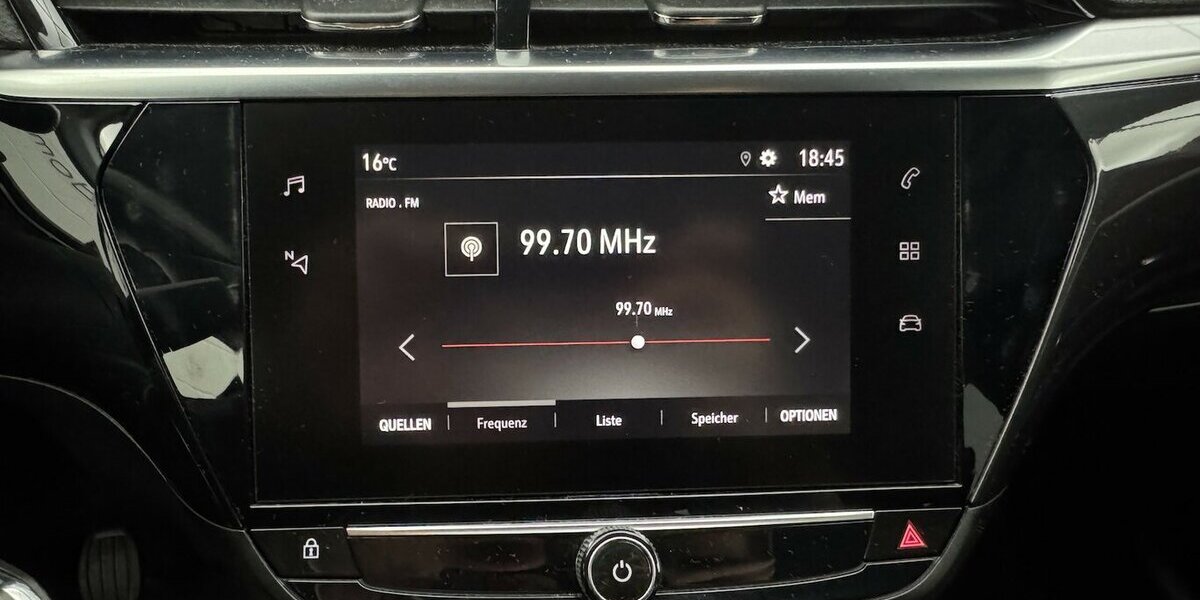 16°C
18:45
RADIO . FM
Mem
99.70 MHz
99.70 MHz
N
QUELLEN
Frequenz
Liste
Speicher
OPTIONEN